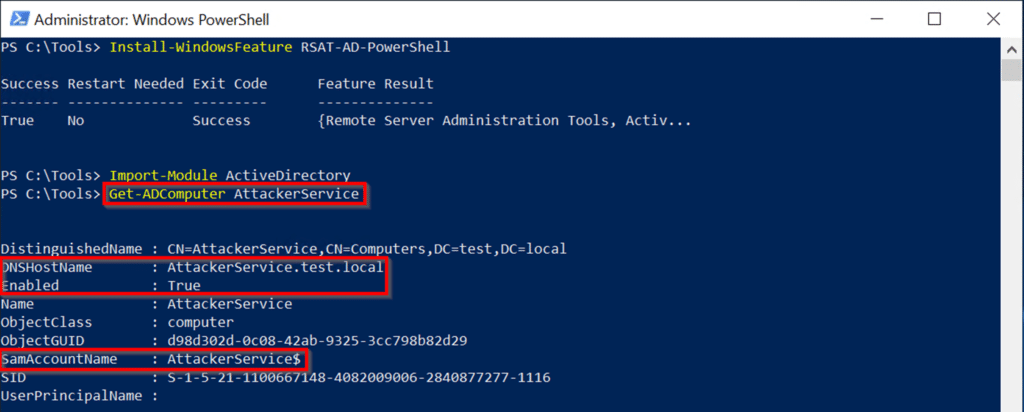 Administrator: Windows PowerShell
PS C:\Tools> Install-WindowsFeature RSAT-AD-PowerShell
Success Restart Needed Exit Code      Feature Result
------- -------------- ---------      --------------
True    No             Success        {Remote Server Administration Tools, Activ...
PS C:\Tools> Import-Module ActiveDirectory
PS C:\Tools> Get-ADComputer AttackerService
DistinguishedName : CN=AttackerService,CN=Computers,DC=test,DC=local
DNSHostName       : AttackerService.test.local
Enabled           : True
Name              : AttackerService
ObjectClass       : computer
ObjectGUID        : d98d302d-0c08-42ab-9325-3cc798b82d29
SamAccountName    : AttackerService$
SID               : S-1-5-21-1100667148-4082009006-2840877277-1116
UserPrincipalName :